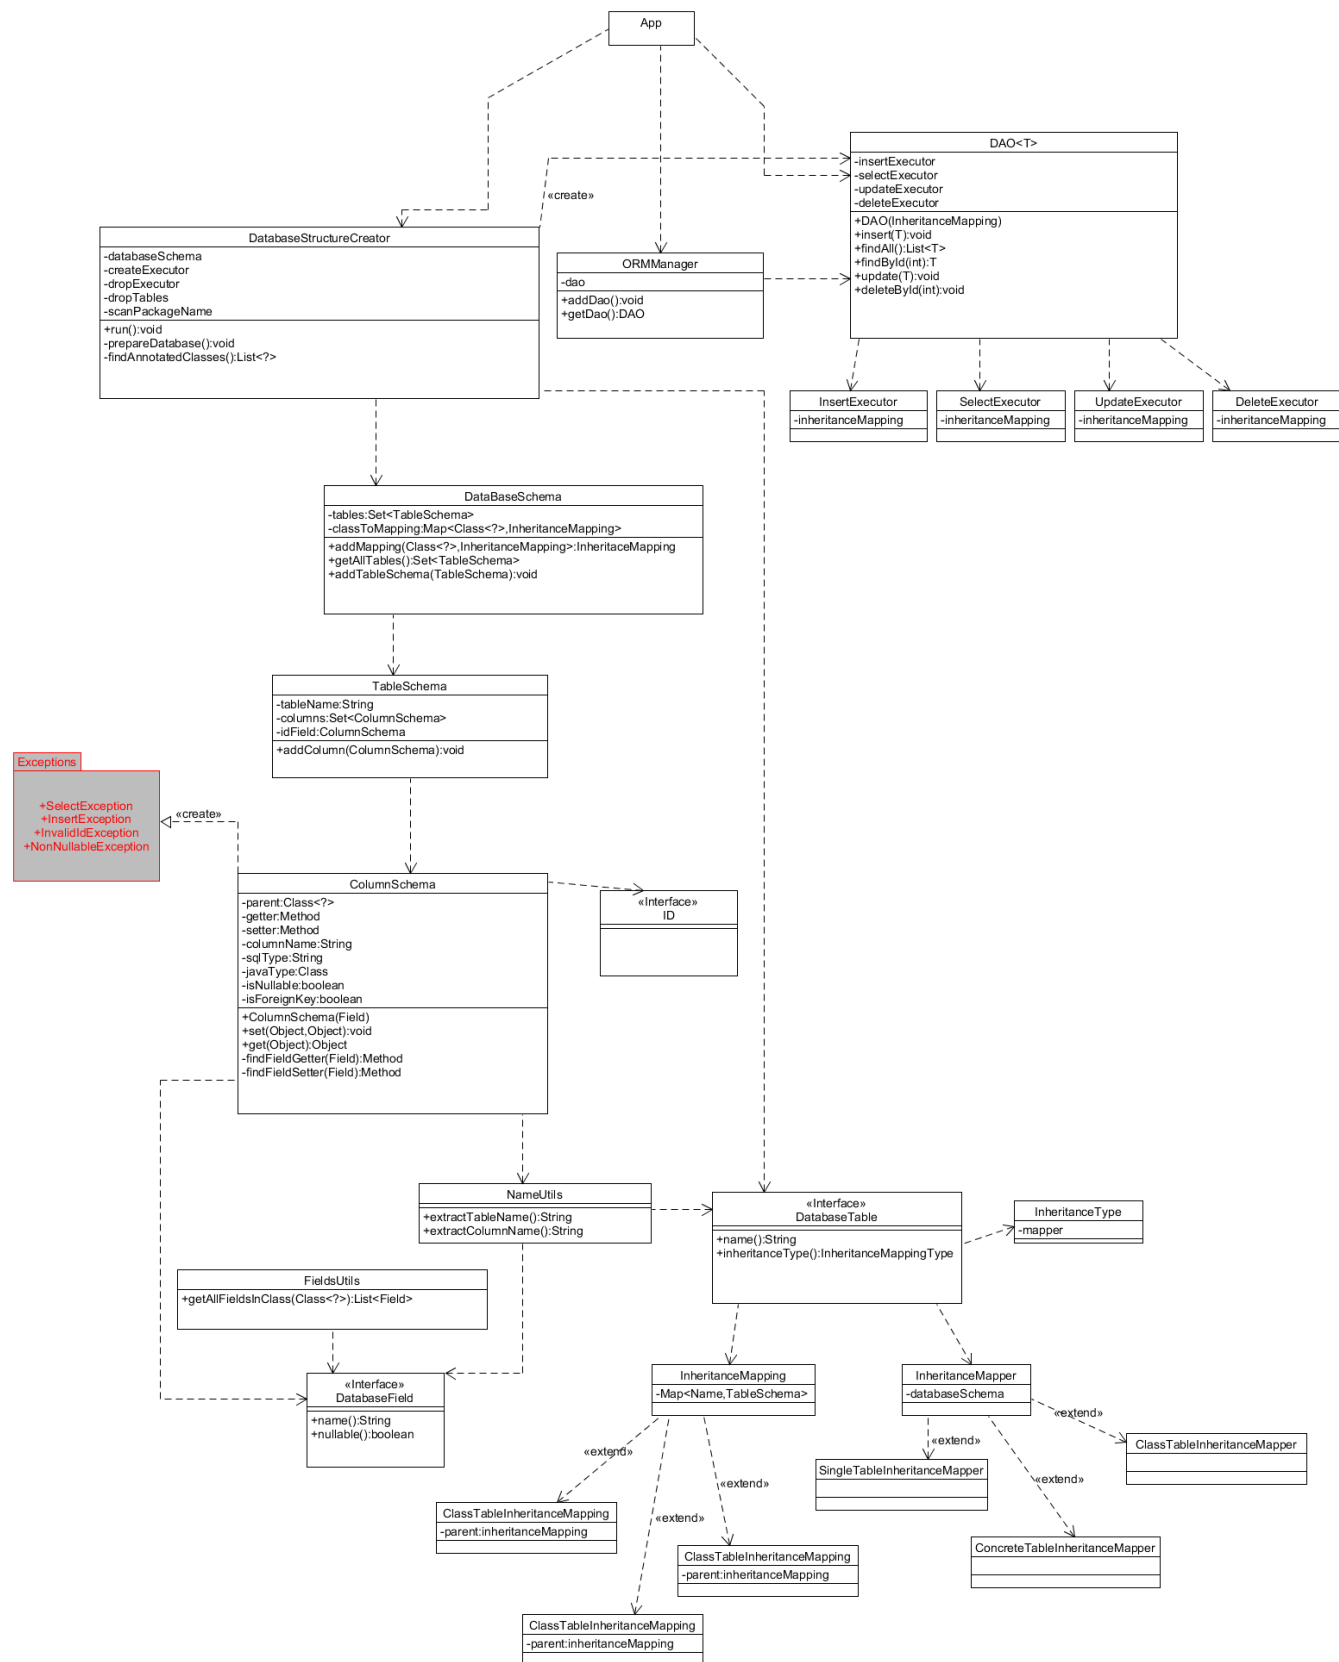 App
DAO<T>
-insertExecutor
-selectExecutor
-updateExecutor
-deleteExecutor
+DAO(InheritanceMapping)
+insert(T):void
+findAll():List<T>
+findById(int):T
+update(T):void
+deleteById(int):void
«create»
DatabaseStructureCreator
-databaseSchema
-createExecutor
-dropExecutor
-dropTables
-scanPackageName
+run():void
-prepareDatabase():void
-findAnnotatedClasses():List<?>
ORMManager
-dao
+addDao():void
+getDao():DAO
InsertExecutor
-inheritanceMapping
SelectExecutor
-inheritanceMapping
UpdateExecutor
-inheritanceMapping
DeleteExecutor
-inheritanceMapping
DataBaseSchema
-tables:Set<TableSchema>
-classToMapping:Map<Class<?>,InheritanceMapping>
+addMapping(Class<?>,InheritanceMapping>:InheritaceMapping
+getAllTables():Set<TableSchema>
+addTableSchema(TableSchema):void
TableSchema
-tableName:String
-columns:Set<ColumnSchema>
-idField:ColumnSchema
+addColumn(ColumnSchema):void
Exceptions
+SelectException
+InsertException
+InvalidIdException
+NonNullableException
«create»
ColumnSchema
-parent:Class<?>
-getter:Method
-setter:Method
-columnName:String
-sqlType:String
-javaType:Class
-isNullable:boolean
-isForeignKey:boolean
+ColumnSchema(Field)
+set(Object,Object):void
+get(Object):Object
-findFieldGetter(Field):Method
-findFieldSetter(Field):Method
«Interface»
ID
NameUtils
+extractTableName():String
+extractColumnName():String
«Interface»
DatabaseTable
+name():String
+inheritanceType():InheritanceMappingType
InheritanceType
-mapper
FieldsUtils
+getAllFieldsInClass(Class<?>):List<Field>
«Interface»
DatabaseField
+name():String
+nullable():boolean
InheritanceMapping
-Map<Name,TableSchema>
InheritanceMapper
-databaseSchema
«extend»
«extend»
«extend»
«extend»
«extend»
«extend»
ClassTableInheritanceMapper
SingleTableInheritanceMapper
ClassTableInheritanceMapping
-parent:inheritanceMapping
ClassTableInheritanceMapping
-parent:inheritanceMapping
ConcreteTableInheritanceMapper
ClassTableInheritanceMapping
-parent:inheritanceMapping